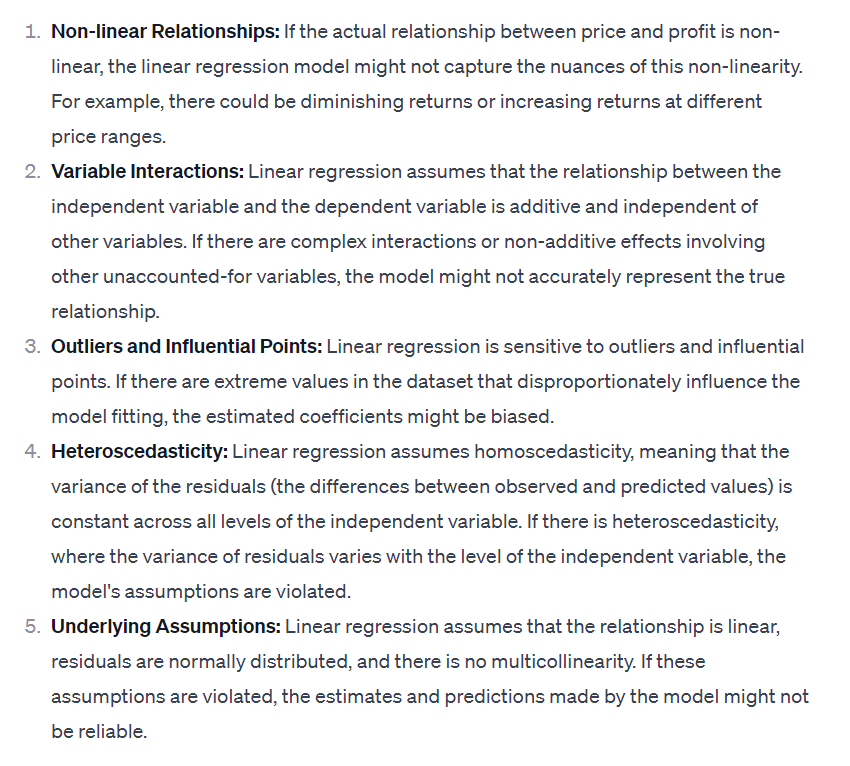 1. Non-linear Relationships: If the actual relationship between price and profit is non-
linear, the linear regression model might not capture the nuances of this non-linearity.
For example, there could be diminishing returns or increasing returns at different
price ranges.
2. Variable Interactions: Linear regression assumes that the relationship between the
independent variable and the dependent variable is additive and independent of
other variables. If there are complex interactions or non-additive effects involving
other unaccounted-for variables, the model might not accurately represent the true
relationship.
3. Outliers and Influential Points: Linear regression is sensitive to outliers and influential
points. If there are extreme values in the dataset that disproportionately influence the
model fitting, the estimated coefficients might be biased.
4. Heteroscedasticity: Linear regression assumes homoscedasticity, meaning that the
variance of the residuals (the differences between observed and predicted values) is
constant across all levels of the independent variable. If there is heteroscedasticity,
where the variance of residuals varies with the level of the independent variable, the
model's assumptions are violated.
5. Underlying Assumptions: Linear regression assumes that the relationship is linear,
residuals are normally distributed, and there is no multicollinearity. If these
assumptions are violated, the estimates and predictions made by the model might not
be reliable.